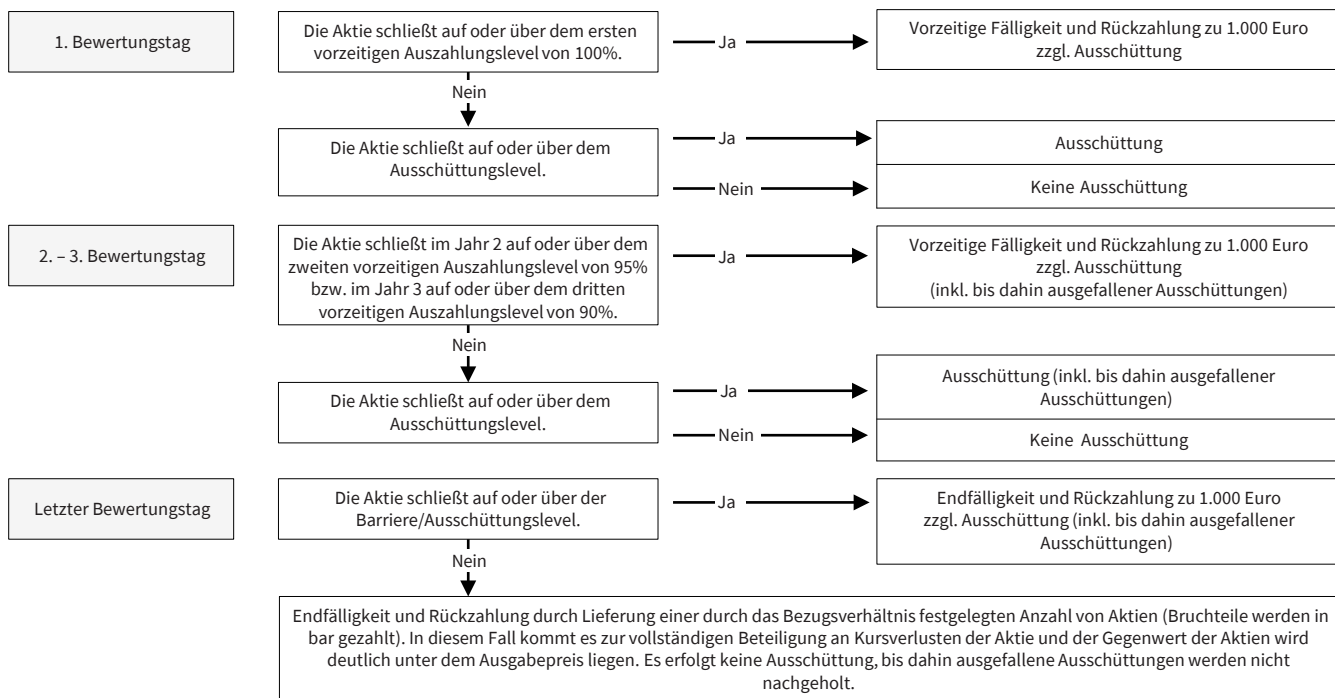 1. Bewertungstag
Die Aktie schließt auf oder über dem ersten
vorzeitigen Auszahlungslevel von 100%.
Ja
Vorzeitige Fälligkeit und Rückzahlung zu 1.000 Euro
zzgl. Ausschüttung
Nein
Die Aktie schließt auf oder über dem
Ausschüttungslevel.
Ja
Ausschüttung
Nein
Keine Ausschüttung
2. – 3. Bewertungstag
Die Aktie schließt im Jahr 2 auf oder über dem
zweiten vorzeitigen Auszahlungslevel von 95%
bzw. im Jahr 3 auf oder über dem dritten
vorzeitigen Auszahlungslevel von 90%.
Ja
Vorzeitige Fälligkeit und Rückzahlung zu 1.000 Euro
zzgl. Ausschüttung
(inkl. bis dahin ausgefallener Ausschüttungen)
Nein
Die Aktie schließt auf oder über dem
Ausschüttungslevel.
Ja
Ausschüttung (inkl. bis dahin ausgefallener
Ausschüttungen)
Nein
Keine Ausschüttung
Letzter Bewertungstag
Die Aktie schließt auf oder über der
Barriere/Ausschüttungslevel.
Ja
Endfälligkeit und Rückzahlung zu 1.000 Euro
zzgl. Ausschüttung (inkl. bis dahin ausgefallener
Ausschüttungen)
Nein
Endfälligkeit und Rückzahlung durch Lieferung einer durch das Bezugsverhältnis festgelegten Anzahl von Aktien (Bruchteile werden in
bar gezahlt). In diesem Fall kommt es zur vollständigen Beteiligung an Kursverlusten der Aktie und der Gegenwert der Aktien wird
deutlich unter dem Ausgabepreis liegen. Es erfolgt keine Ausschüttung, bis dahin ausgefallene Ausschüttungen werden nicht
nachgeholt.